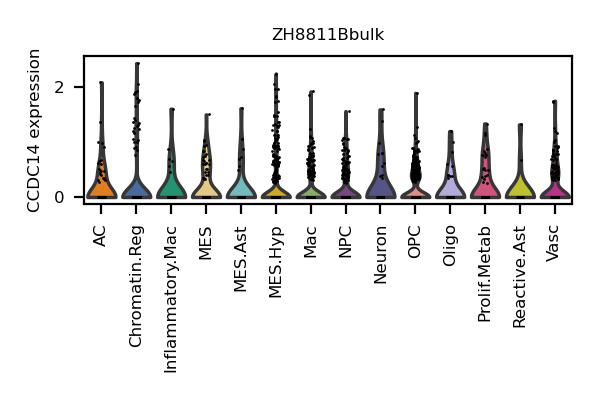 ZH8811Bbulk
CCDC14 expression
2
0
AC
Chromatin.Reg
Inflammatory.Mac
MES
MES.Ast
MES.Hyp
Mac
NPC
Neuron
OPC
Oligo
Prolif.Metab
Reactive.Ast
Vasc